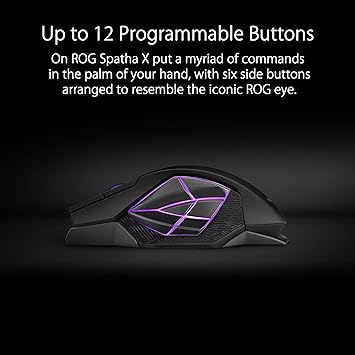 Up to 12 Programmable Buttons
On ROG Spatha X put a myriad of commands
in the palm of your hand, with six side buttons
arranged to resemble the iconic ROG eye.